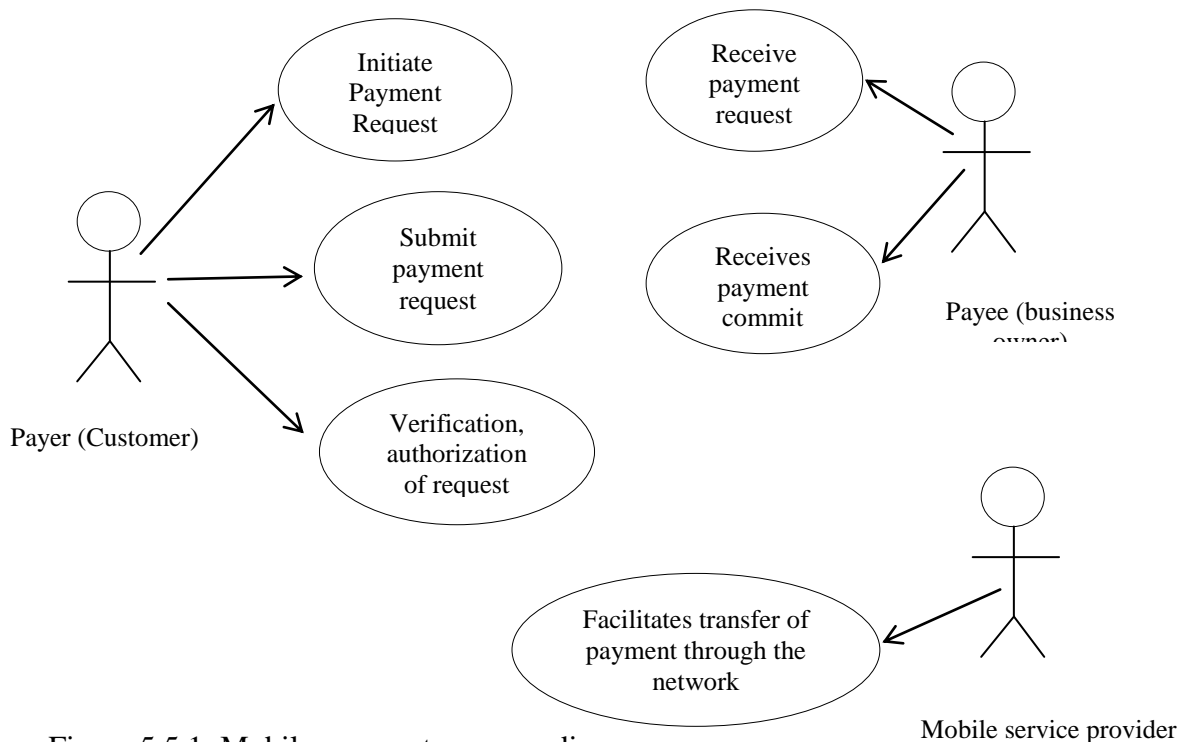 Initiate
Payment
Request
Receive
payment
request
Submit
payment
request
Receives
payment
commit
Payee (business
owner)
Payer (Customer)
Verification,
authorization
of request
Facilitates transfer of
payment through the
network
Mobile service provider